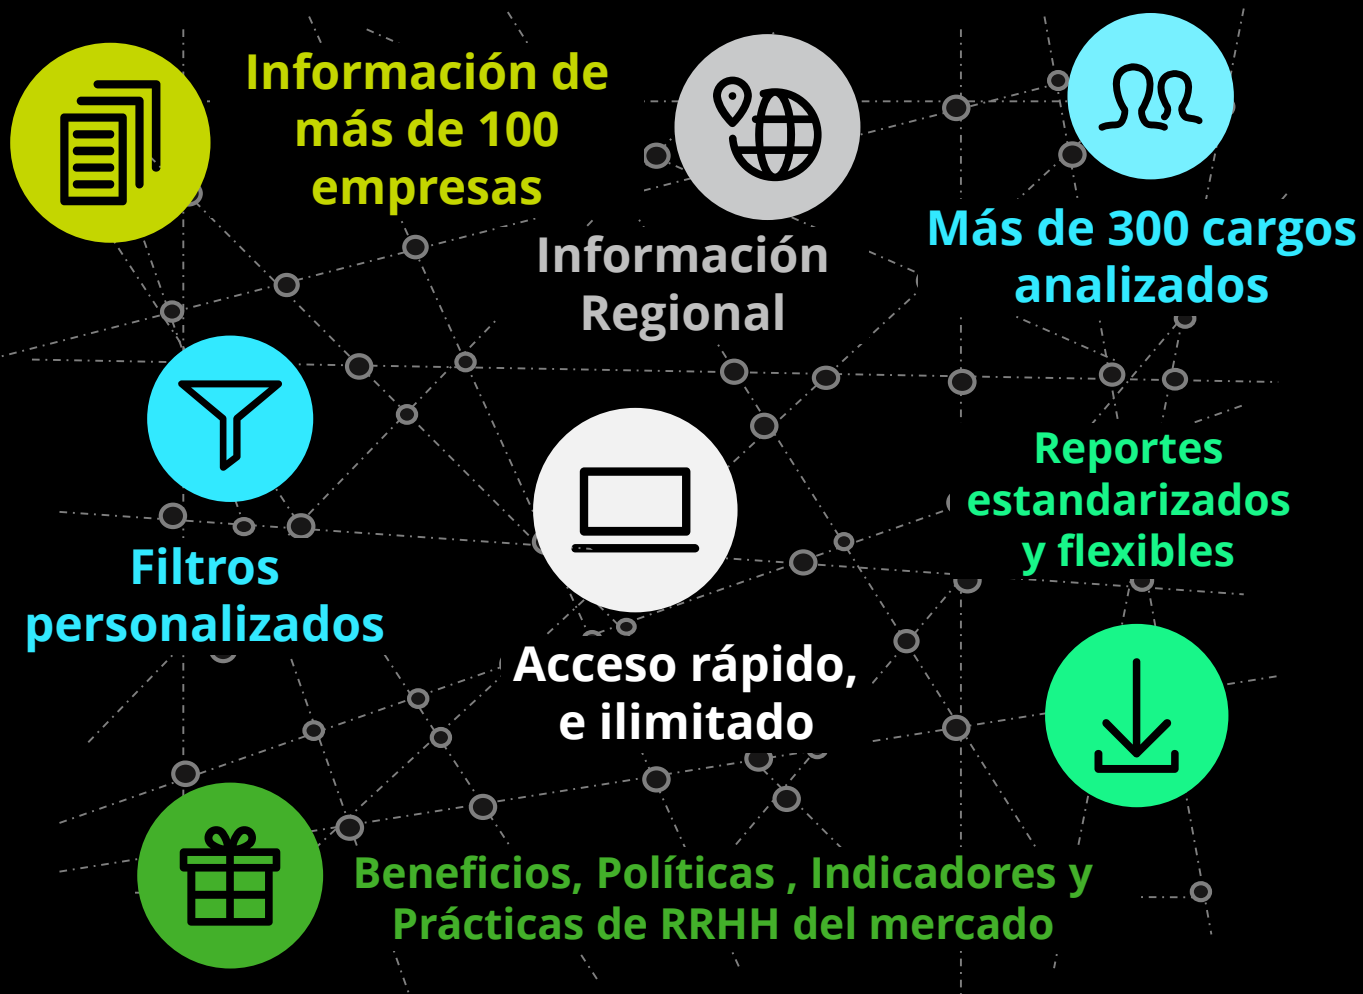 Información de
más de 100
empresas
Información
Regional
Más de 300 cargos
analizados
Filtros
personalizados
Reportes
estandarizados
y flexibles
Acceso rápido,
e ilimitado
Beneficios, Políticas , Indicadores y
Prácticas de RRHH del mercado